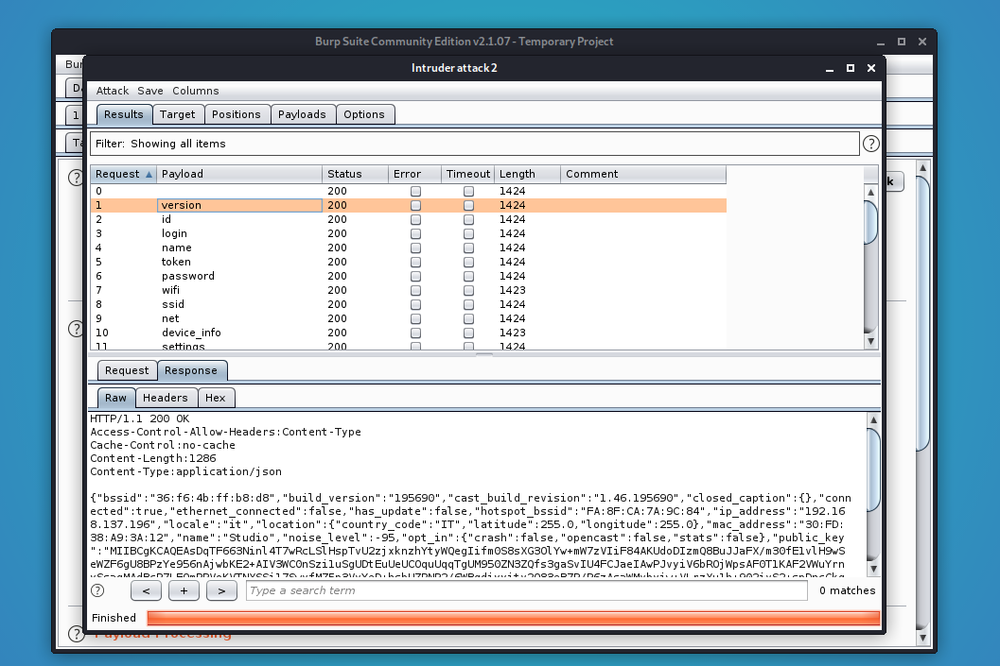 Burp Suite Community Edition v2.1.07 - Temporary Project
Bur
Intruder attack 2
Attack Save Columns
Results Target Positions Payloads Options
Filter: Showing all items
Request Payload Status Error Timeout Length Comment
0 200 1424
1 version 200 1424
2 id 200 1424
3 login 200 1424
4 name 200 1424
5 token 200 1424
6 password 200 1424
7 wifi 200 1423
8 ssid 200 1424
9 net 200 1424
10 device_info 200 1423
11 settings 200 1424
Request Response
Raw Headers Hex
HTTP/1.1 200 OK
Access-Control-Allow-Headers:Content-Type
Cache-Control:no-cache
Content-Length:1286
Content-Type:application/json
{"bssid":"36:f6:4b:ff:b8:d8","build_version":"195690","cast_build_revision":"1.46.195690","closed_caption":{},"conn
ected":true,"ethernet_connected":false,"has_update":false,"hotspot_bssid":"FA:8F:CA:7A:9C:84","ip_address":"192.16
8.137.196","locale":"it","location":{"country_code":"IT","latitude":255.0,"longitude":255.0},"mac_address":"30:FD:
38:A9:3A:12","name":"Studio","noise_level":-95,"opt_in":{"crash":false,"opencast":false,"stats":false},"public_key
":"MIIBCgKCAQEAsDqTF663Ninl4T7wRcLSlHspTvU2zjxknzhYtyWQegIifm0S8sXG3OlYw+mW7zVIiF84AKUdoDIzmQ8BuJJaFX/m30fE1vlH9wS
eWZF6gU8BPzYe956nAjwbKE2+AIV3WC0nSzi1uSgUDtEuUeUCOquUqqTgUM950ZN3ZQfs3gaSvIU4FCJaeIAwPJvyiV6bROjWpsAF0T1KAF2VWuYrn
Type a search term
0 matches
Finished
Payload Processing